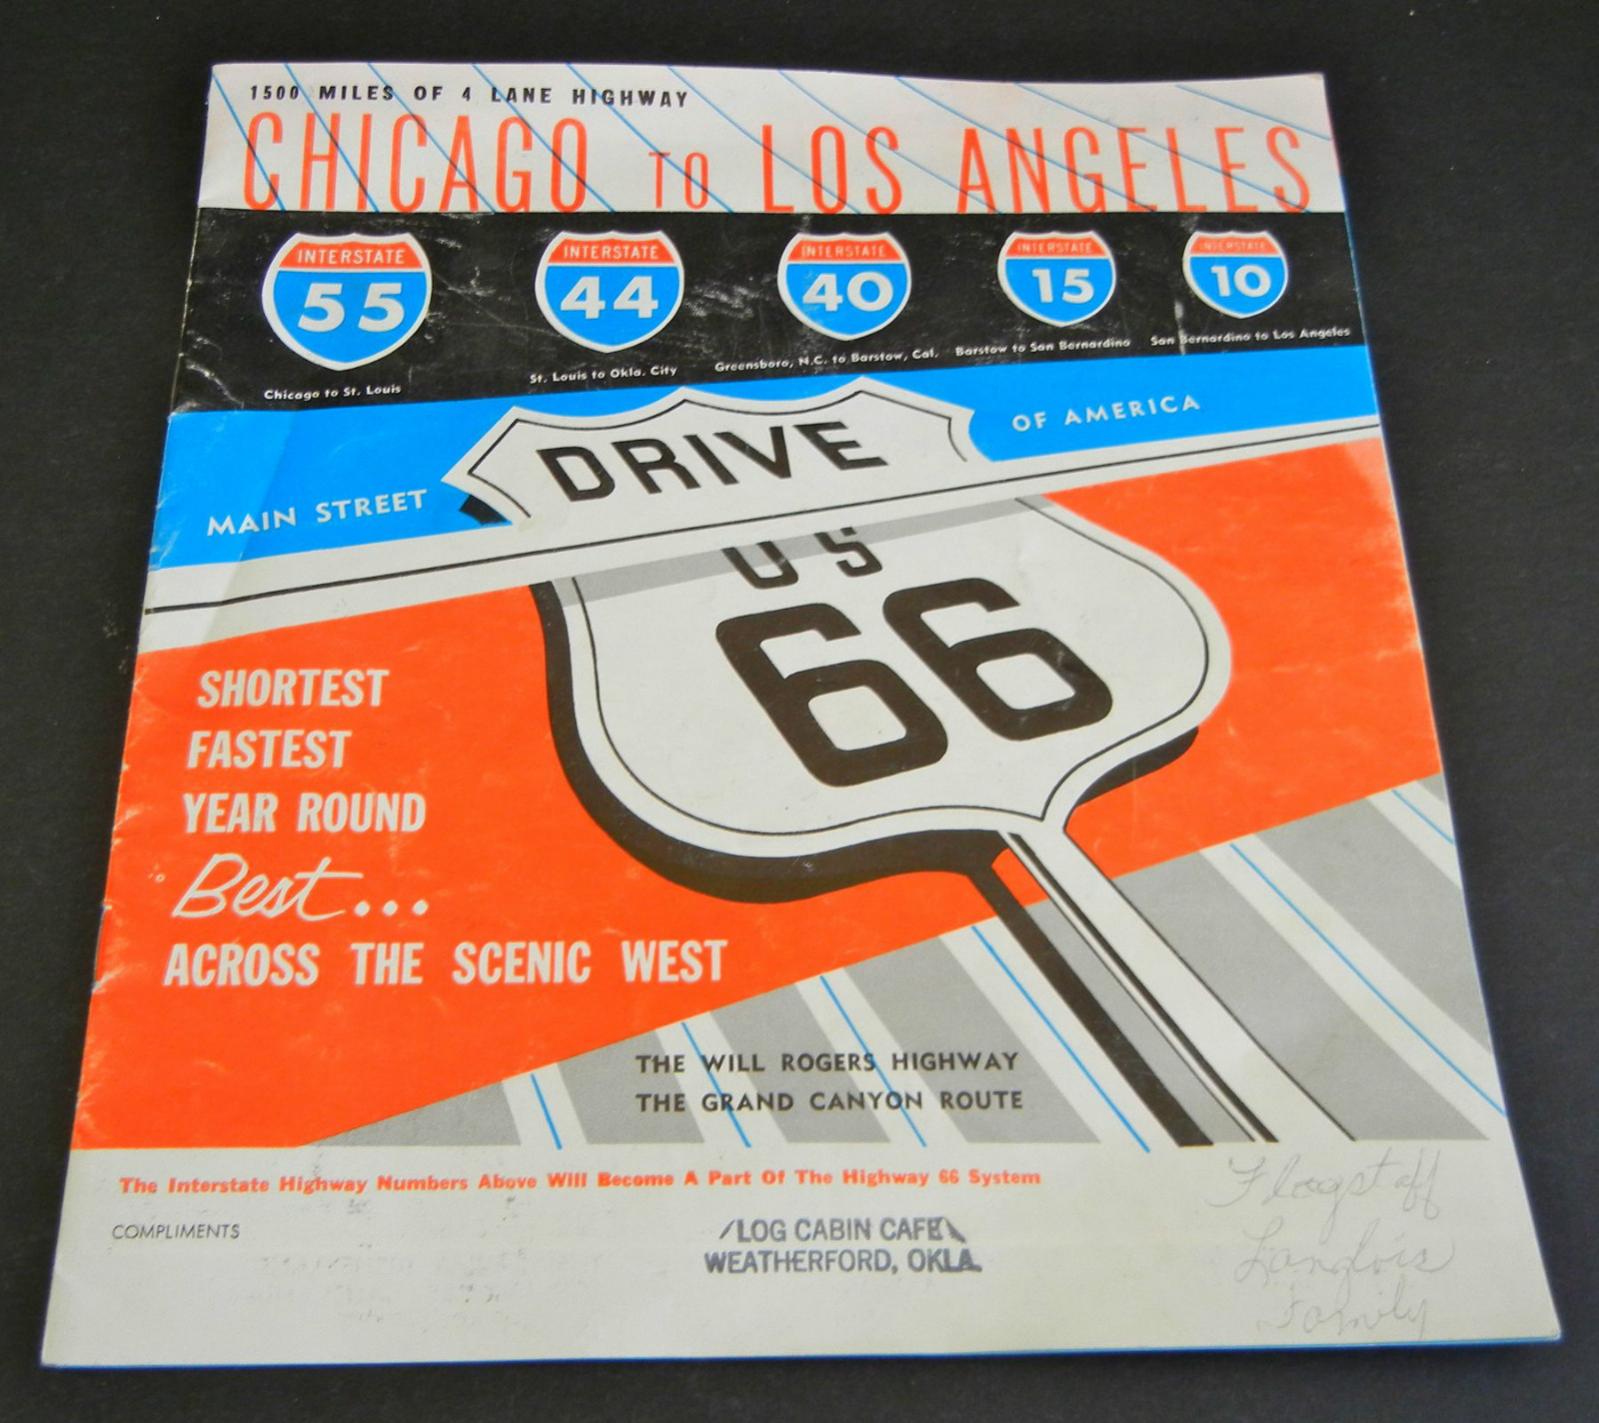 1500 MILES OF 4 LANE HIGHWAY
CHICAGO TO LOS ANGELES
INTERSTATE
55
Chicago to St. Louis
INTERSTATE
44
St. Louis to Okla. City
INTERSTATE
40
Greensboro, N.C. to Barstow, Cal.
INTERSTATE
15
Barstow to San Bernardino
INTERSTATE
10
San Bernardino to Los Angeles
MAIN STREET
OF AMERICA
DRIVE
US
66
SHORTEST
FASTEST
YEAR ROUND
Best...
ACROSS THE SCENIC WEST
THE WILL ROGERS HIGHWAY
THE GRAND CANYON ROUTE
The Interstate Highway Numbers Above Will Become A Part Of The Highway 66 System
COMPLIMENTS
LOG CABIN CAFE
WEATHERFORD, OKLA.
Flagstaff
Langlois
Family